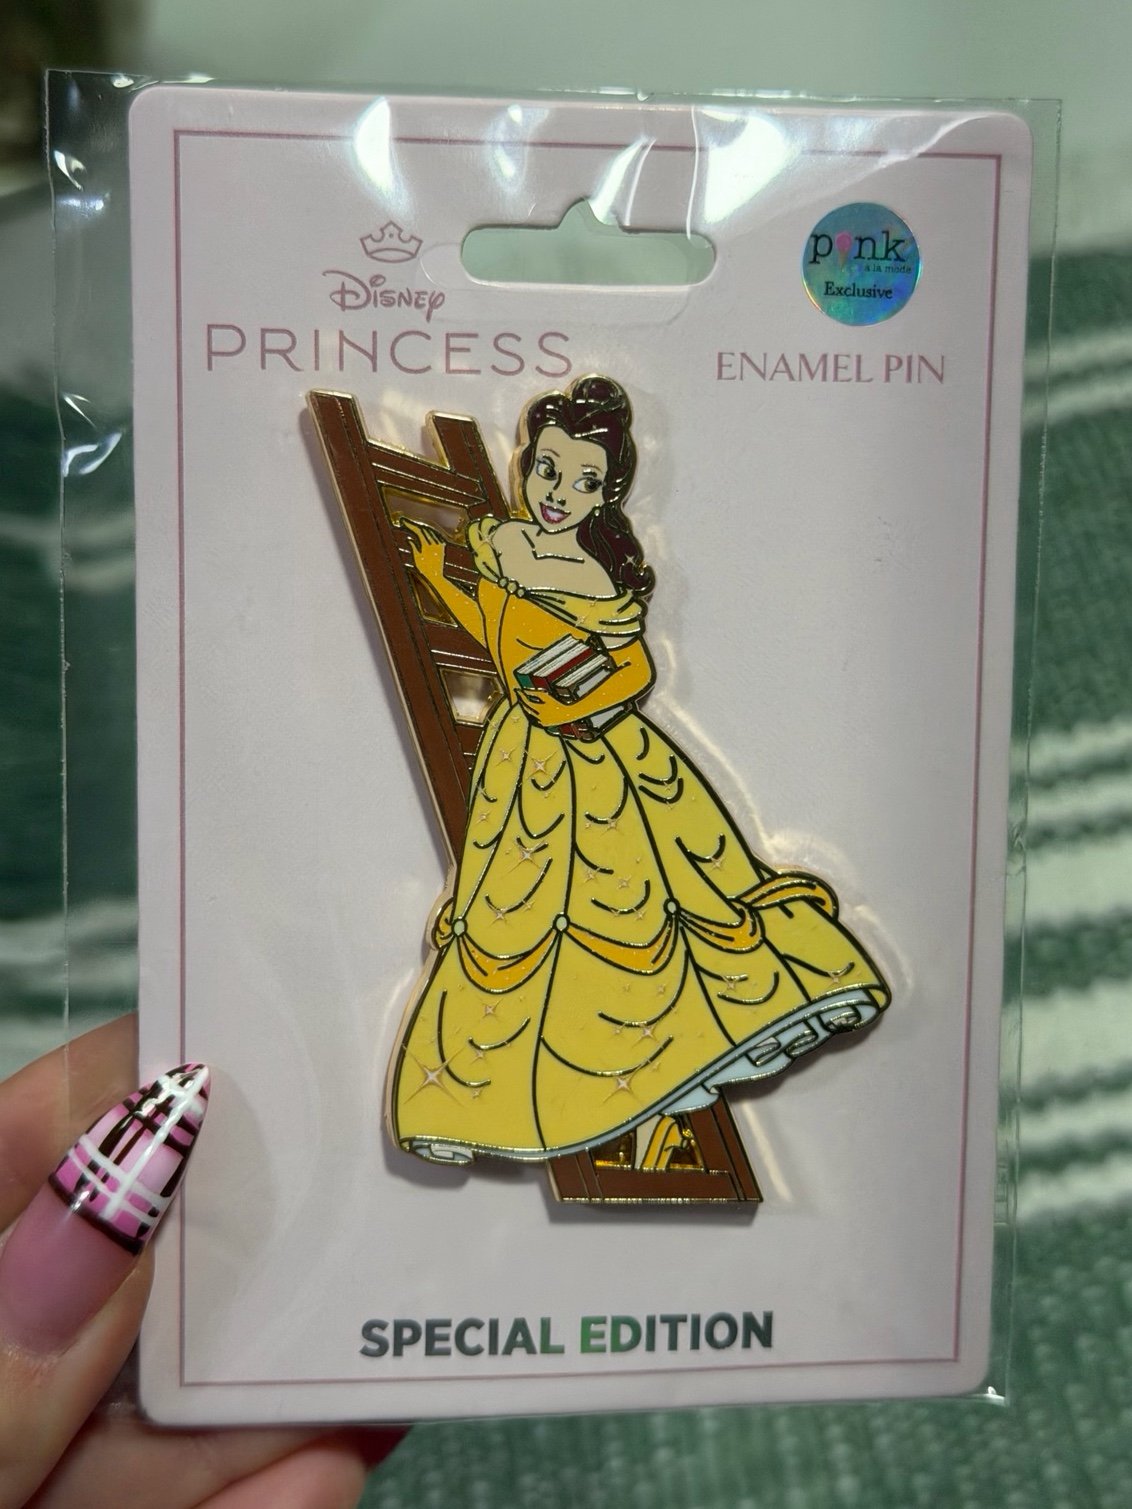 Disney
PRINCESS
pink
à la mode
Exclusive
ENAMEL PIN
SPECIAL EDITION